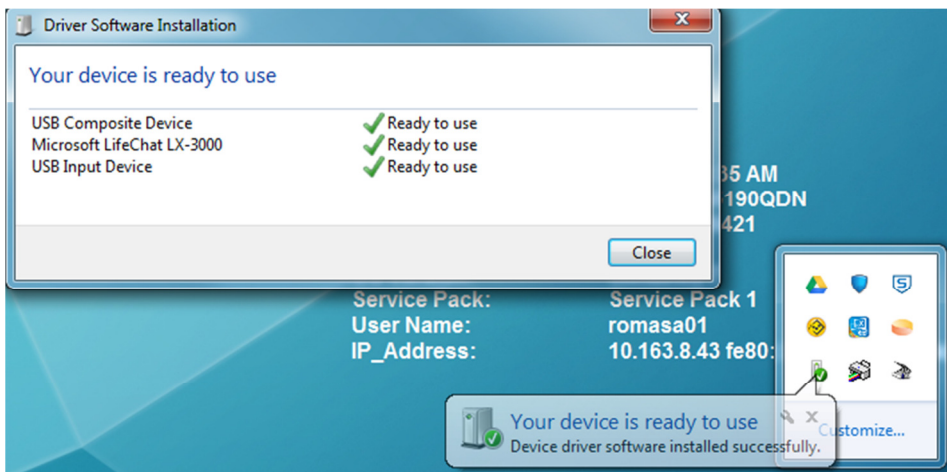 Driver Software Installation
Your device is ready to use
USB Composite Device Ready to use
Microsoft LifeChat LX-3000 Ready to use
USB Input Device Ready to use
Close
35 AM
190QDN
421
Service Pack: Service Pack 1
User Name: romasa01
IP_Address: 10.163.8.43 fe80:
Customize...
Your device is ready to use
Device driver software installed successfully.